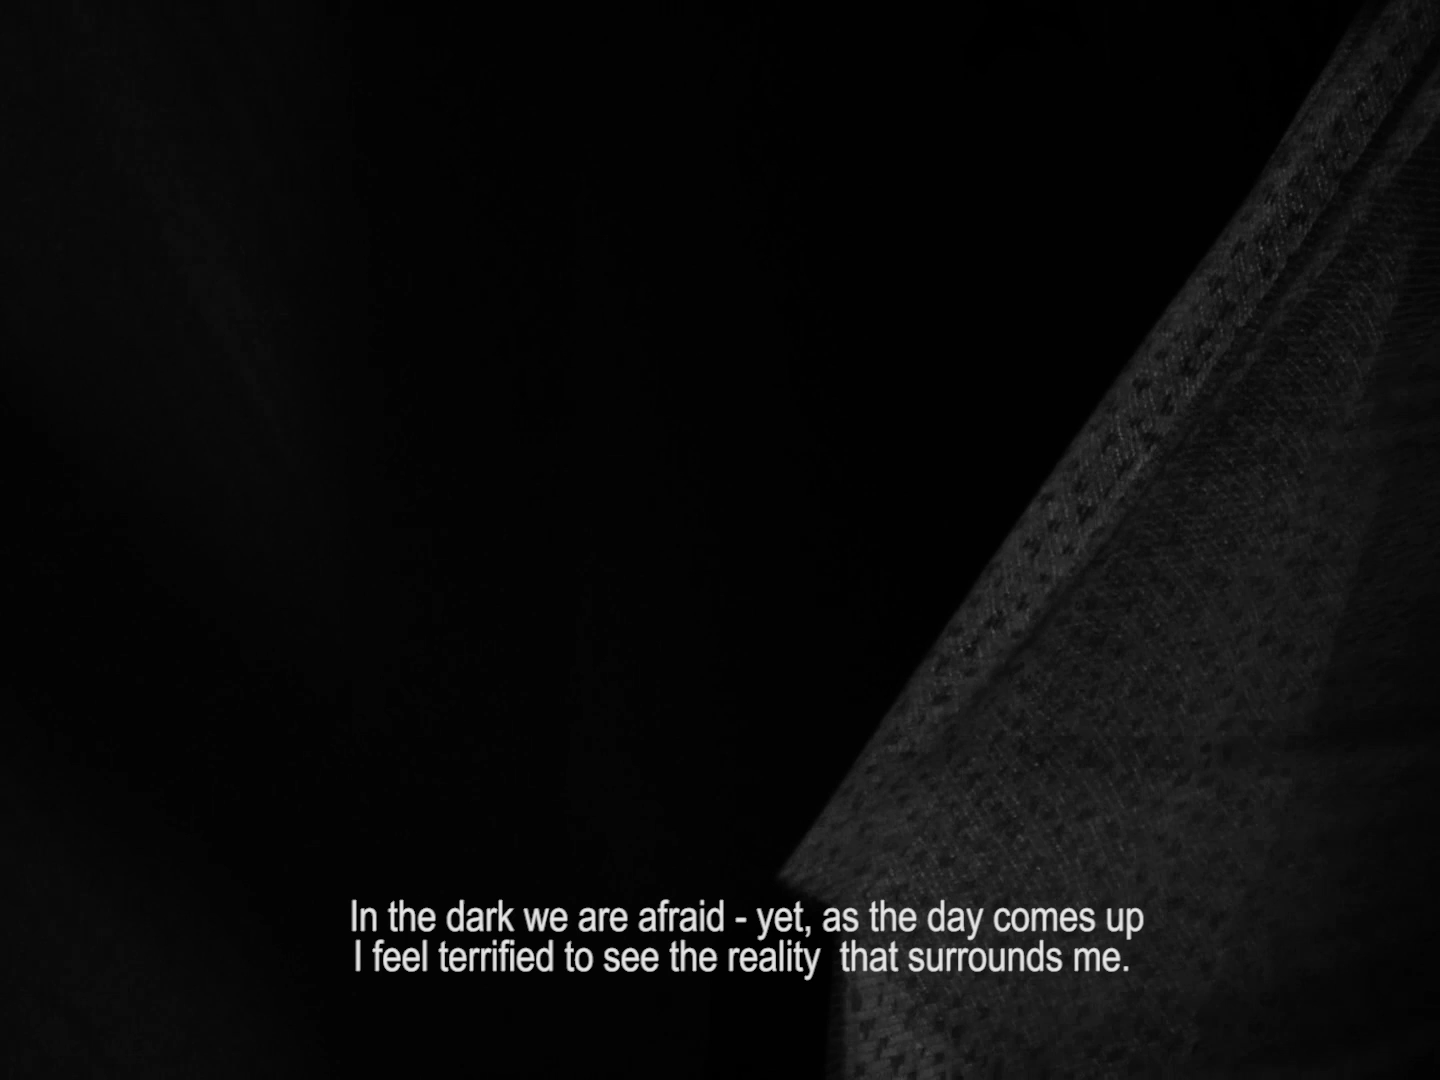 In the dark we are afraid - yet, as the day comes up
I feel terrified to see the reality  that surrounds me.